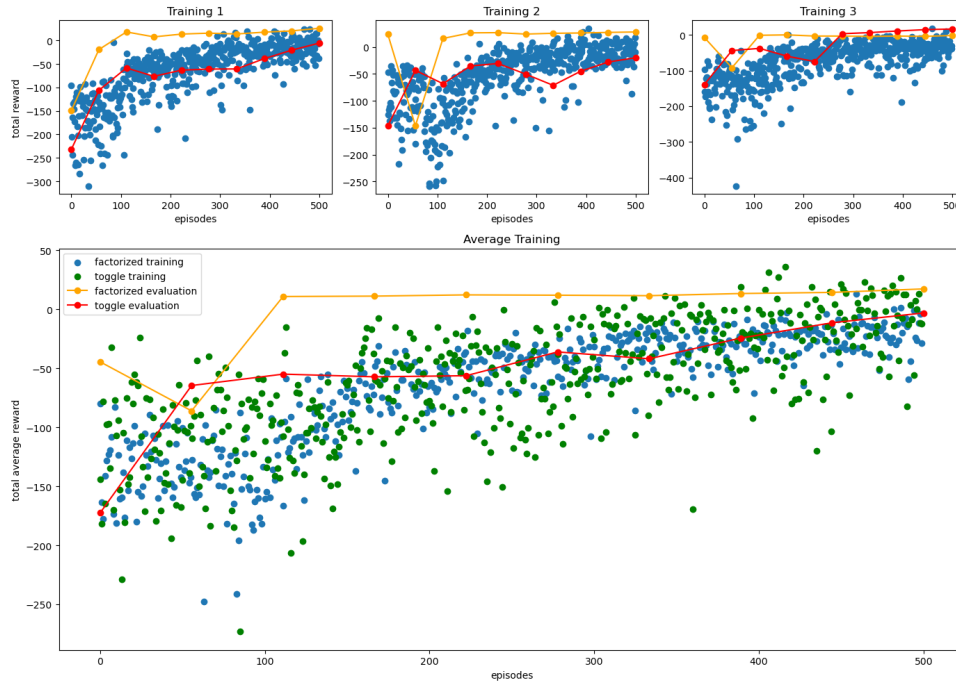 Training 1
Training 2
Training 3
total reward
0
−50
−100
−150
−200
−250
−300
0
−50
−100
−150
−200
−250
0
−100
−200
−300
−400
0 100 200 300 400 500
0 100 200 300 400 500
0 100 200 300 400 500
episodes
episodes
episodes
Average Training
factorized training
toggle training
factorized evaluation
toggle evaluation
total average reward
50
0
−50
−100
−150
−200
−250
0 100 200 300 400 500
episodes